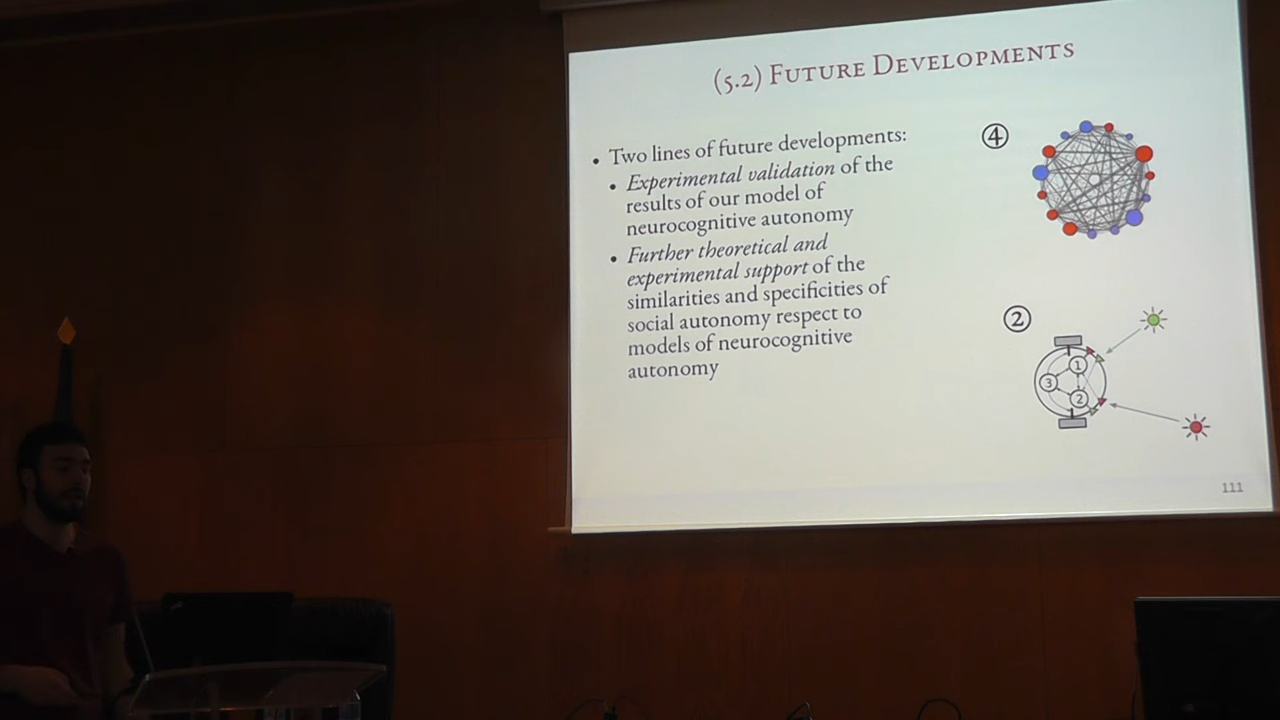 (5.2) Future Developments
• Two lines of future developments:
• Experimental validation of the
results of our model of
neurocognitive autonomy
• Further theoretical and
experimental support of the
similarities and specificities of
social autonomy respect to
models of neurocognitive
autonomy
④
②
1
3
2
111